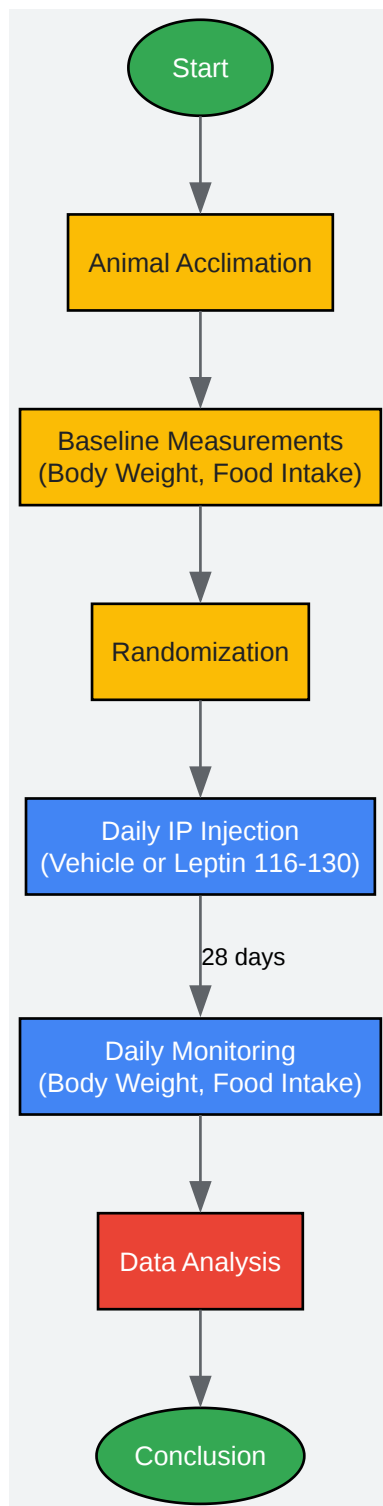 Start
Animal Acclimation
Baseline Measurements
(Body Weight, Food Intake)
Randomization
Daily IP Injection
(Vehicle or Leptin 116-130)
28 days
Daily Monitoring
(Body Weight, Food Intake)
Data Analysis
Conclusion